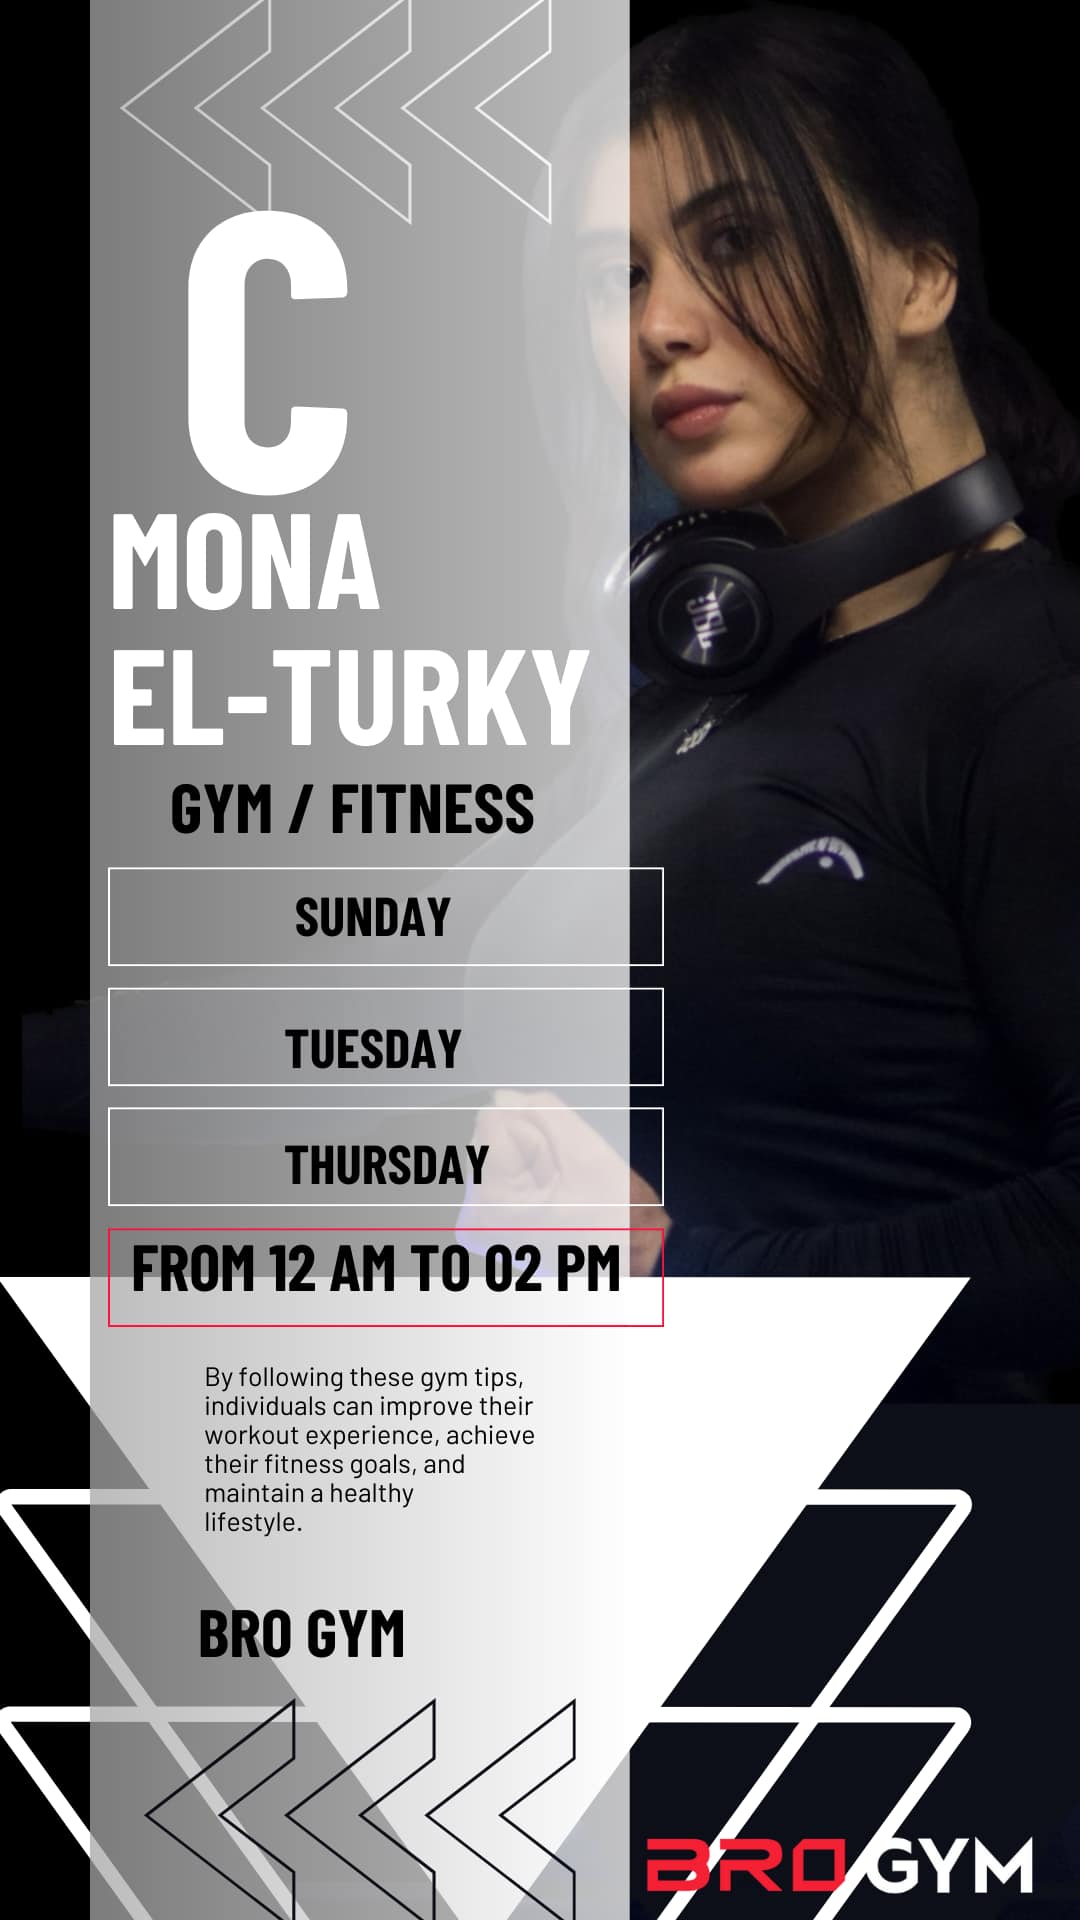 C
MONA
EL-TURKY
GYM / FITNESS
JBL
SUNDAY
TUESDAY
THURSDAY
FROM 12 AM TO 02 PM
By following these gym tips,
individuals can improve their
workout experience, achieve
their fitness goals, and
maintain a healthy
lifestyle.
BRO GYM
BRO GYM